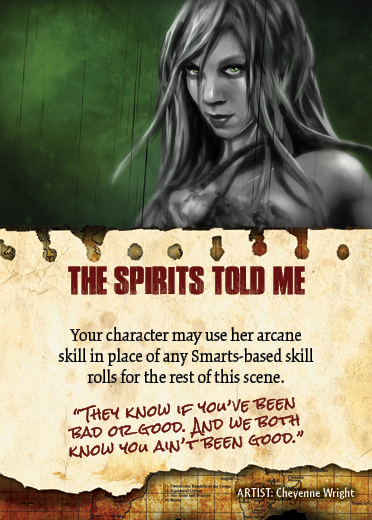 THE SPIRITS TOLD ME
Your character may use her arcane
skill in place of any Smarts-based skill
rolls for the rest of this scene.
"THEY KNOW IF YOU'VE BEEN
BAD OR GOOD. AND WE BOTH
KNOW YOU AIN'T BEEN GOOD."
ARTIST: Cheyenne Wright